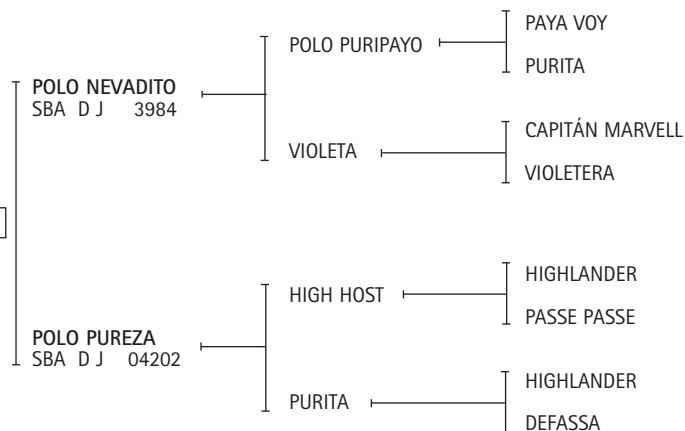 PAYA VOY
POLO PURIPAYO
PURITA
POLO NEVADITO
SBA D J 3984
CAPITÁN MARVELL
VIOLETA
VIOLETERA
HIGHLANDER
HIGH HOST
PASSE PASSE
POLO PUREZA
SBA D J 04202
HIGHLANDER
PURITA
DEFASSA